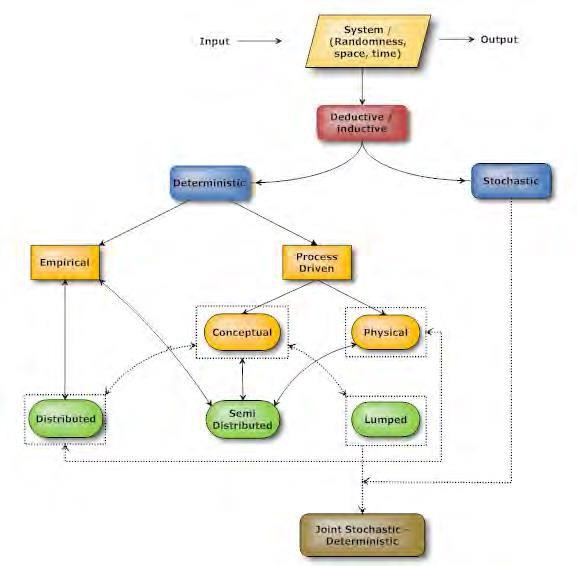 System /
(Randomness,
space, time)
Input
Output
Deductive /
inductive
Deterministic
Stochastic
Empirical
Process
Driven
Conceptual
Physical
Distributed
Semi
Distributed
Lumped
Joint Stochastic –
Deterministic